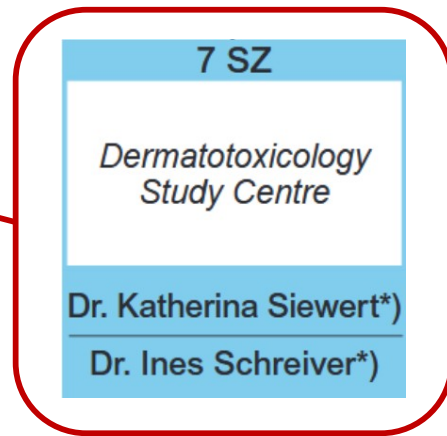 7 SZ
Dermatotoxicology
Study Centre
Dr. Katherina Siewert*)
Dr. Ines Schreiver*)